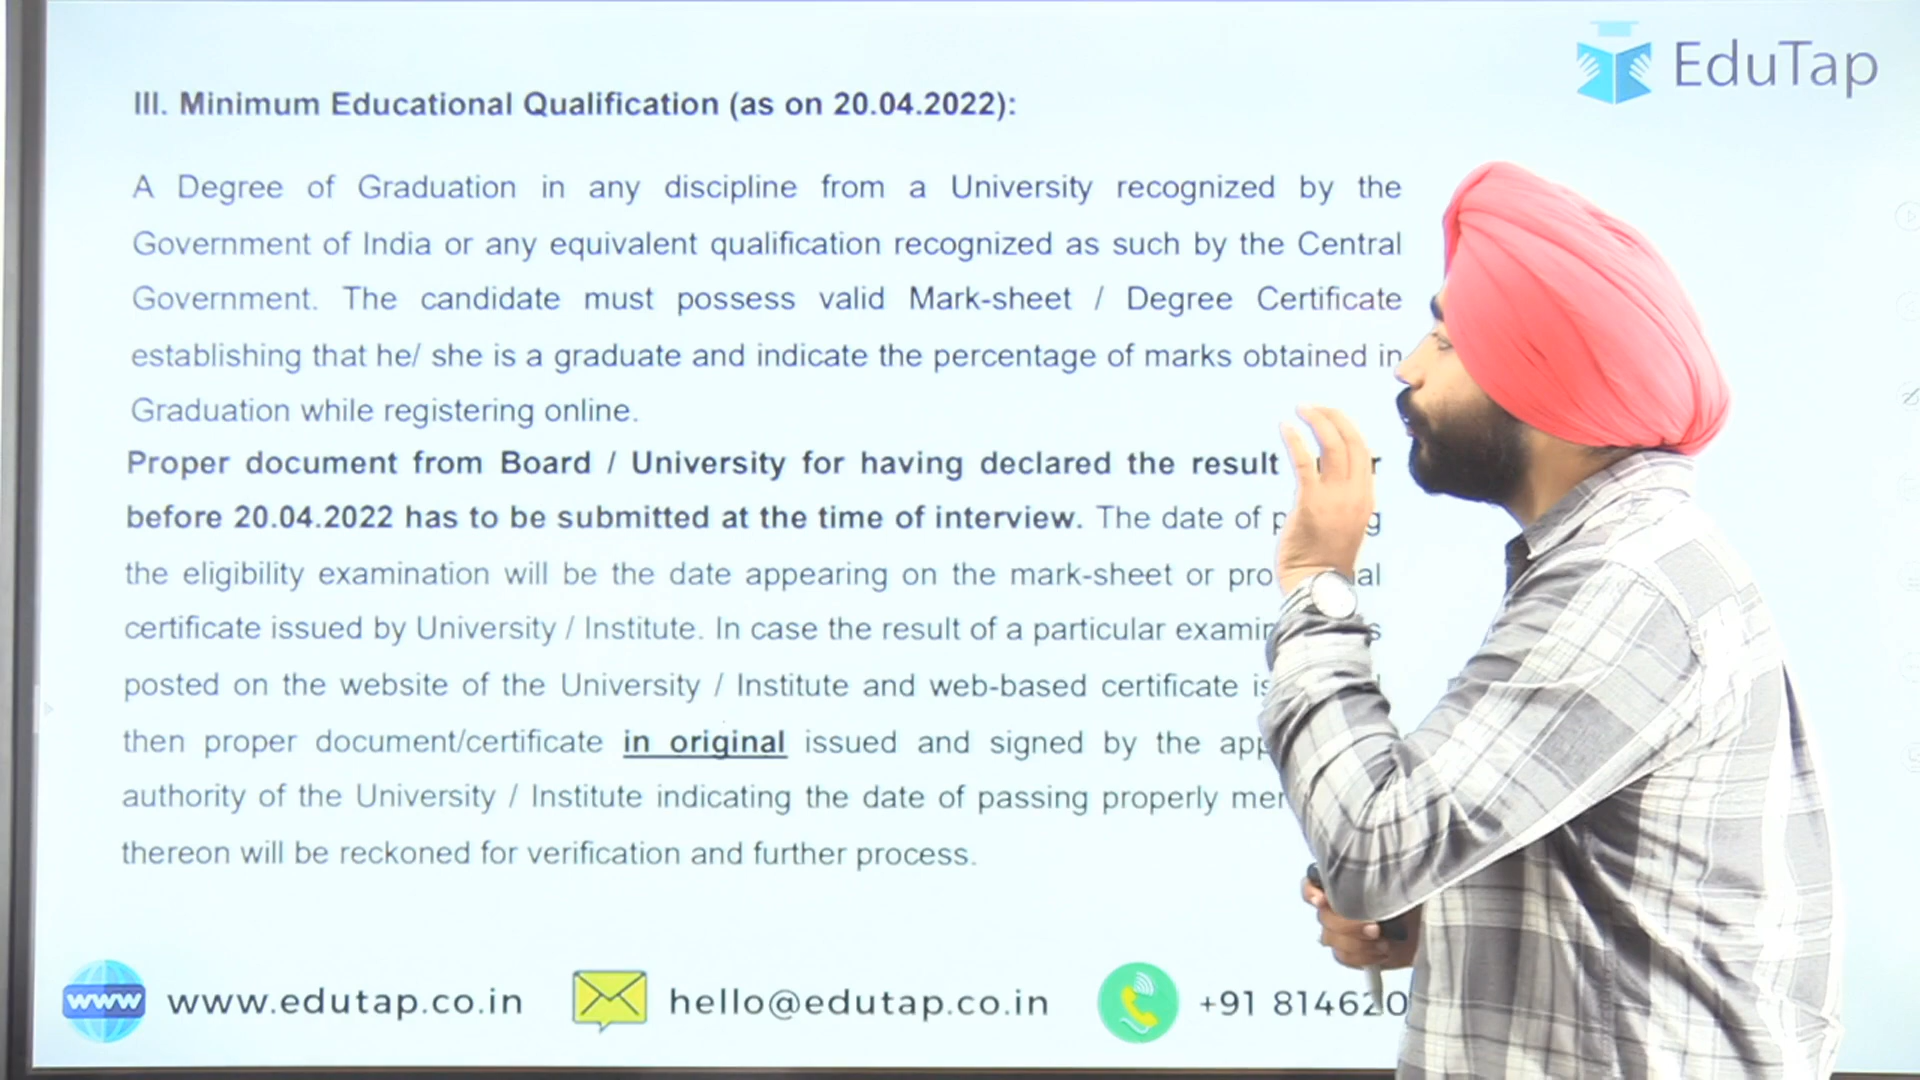 EduTap
III. Minimum Educational Qualification (as on 20.04.2022):
A Degree of Graduation in any discipline from a University recognized by the
Government of India or any equivalent qualification recognized as such by the Central
Government. The candidate must possess valid Mark-sheet / Degree Certificate
establishing that he/ she is a graduate and indicate the percentage of marks obtained in
Graduation while registering online.
Proper document from Board / University for having declared the result
before 20.04.2022 has to be submitted at the time of interview. The date of
the eligibility examination will be the date appearing on the mark-sheet or
certificate issued by University / Institute. In case the result of a particular
posted on the website of the University / Institute and web-based certificate
then proper document/certificate in original issued and signed by the
authority of the University / Institute indicating the date of passing properly
thereon will be reckoned for verification and further process.
www www.edutap.co.in hello@edutap.co.in +91 814620